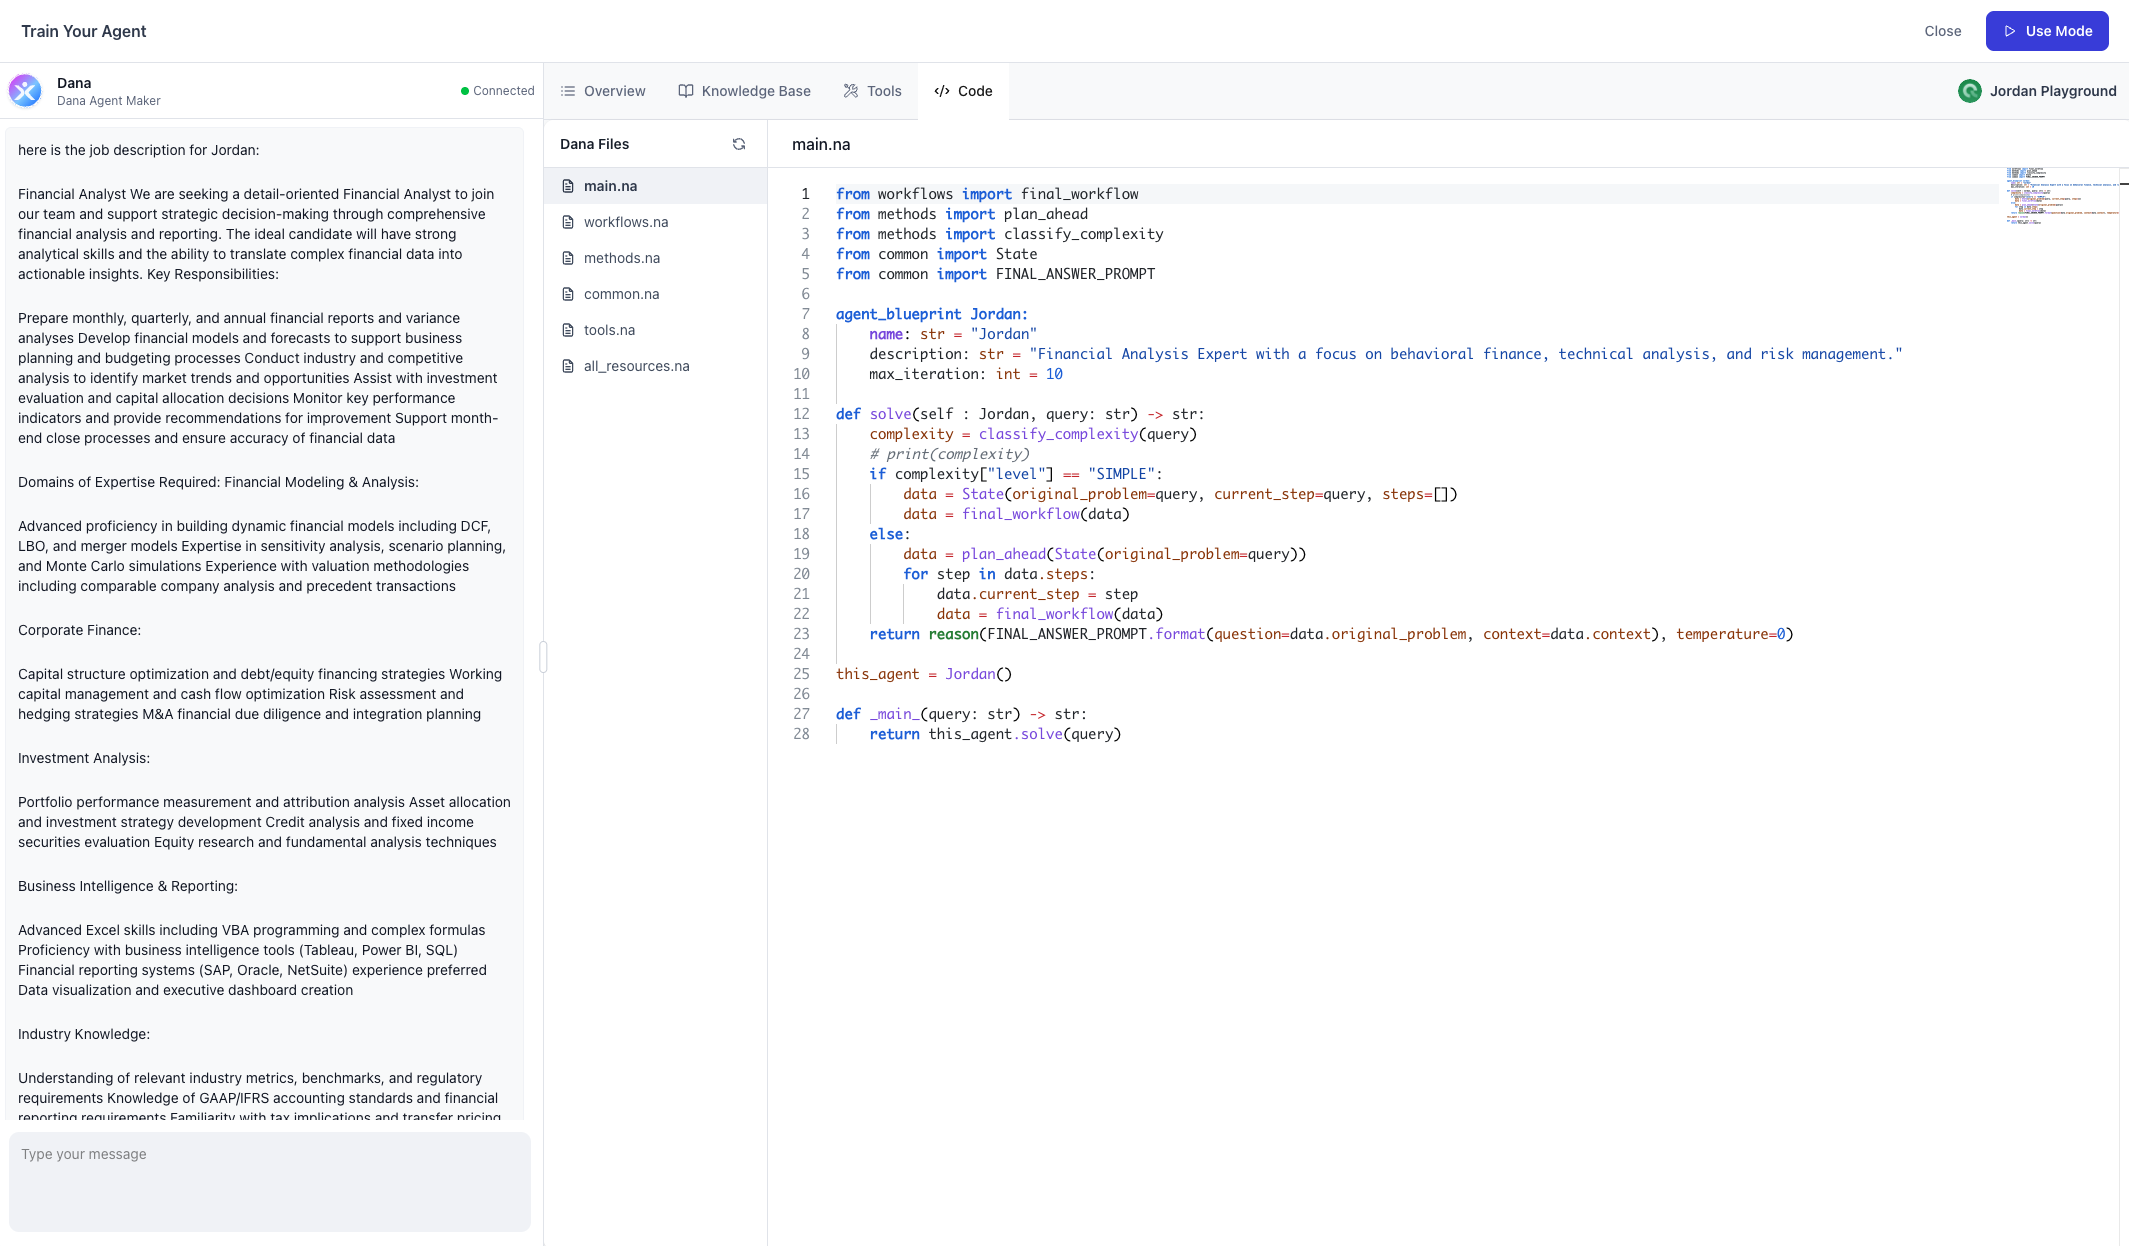 Train Your Agent
Close
Use Mode
Dana
Dana Agent Maker
Connected
Overview
Knowledge Base
Tools
Code
Jordan Playground
here is the job description for Jordan:
Financial Analyst We are seeking a detail-oriented Financial Analyst to join
our team and support strategic decision-making through comprehensive
financial analysis and reporting. The ideal candidate will have strong
analytical skills and the ability to translate complex financial data into
actionable insights. Key Responsibilities:
Prepare monthly, quarterly, and annual financial reports and variance
analyses Develop financial models and forecasts to support business
planning and budgeting processes Conduct industry and competitive
analysis to identify market trends and opportunities Assist with investment
evaluation and capital allocation decisions Monitor key performance
indicators and provide recommendations for improvement Support month-
end close processes and ensure accuracy of financial data
Domains of Expertise Required: Financial Modeling & Analysis:
Advanced proficiency in building dynamic financial models including DCF,
LBO, and merger models Expertise in sensitivity analysis, scenario planning,
and Monte Carlo simulations Experience with valuation methodologies
including comparable company analysis and precedent transactions
Corporate Finance:
Capital structure optimization and debt/equity financing strategies Working
capital management and cash flow optimization Risk assessment and
hedging strategies M&A financial due diligence and integration planning
Investment Analysis:
Portfolio performance measurement and attribution analysis Asset allocation
and investment strategy development Credit analysis and fixed income
securities evaluation Equity research and fundamental analysis techniques
Business Intelligence & Reporting:
Advanced Excel skills including VBA programming and complex formulas
Proficiency with business intelligence tools (Tableau, Power BI, SQL)
Financial reporting systems (SAP, Oracle, NetSuite) experience preferred
Data visualization and executive dashboard creation
Industry Knowledge:
Understanding of relevant industry metrics, benchmarks, and regulatory
requirements Knowledge of GAAP/IFRS accounting standards and financial
reporting requirements Familiarity with tax implications and transfer pricing
Type your message
Dana Files
main.na
workflows.na
methods.na
common.na
tools.na
all_resources.na
main.na
1 from workflows import final_workflow
2 from methods import plan_ahead
3 from methods import classify_complexity
4 from common import State
5 from common import FINAL_ANSWER_PROMPT
6
7 agent_blueprint Jordan:
8     name: str = "Jordan"
9     description: str = "Financial Analysis Expert with a focus on behavioral finance, technical analysis, and risk management."
10     max_iteration: int = 10
11
12 def solve(self : Jordan, query: str) -> str:
13     complexity = classify_complexity(query)
14     # print(complexity)
15     if complexity["level"] == "SIMPLE":
16         data = State(original_problem=query, current_step=query, steps=[])
17         data = final_workflow(data)
18     else:
19         data = plan_ahead(State(original_problem=query))
20         for step in data.steps:
21             data.current_step = step
22             data = final_workflow(data)
23     return reason(FINAL_ANSWER_PROMPT.format(question=data.original_problem, context=data.context), temperature=0)
24
25 this_agent = Jordan()
26
27 def _main_(query: str) -> str:
28     return this_agent.solve(query)